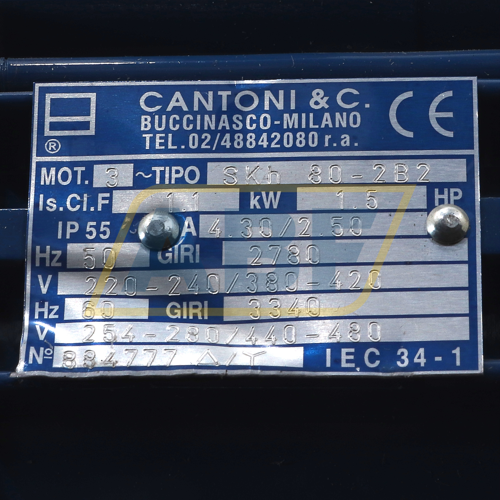 CANTONI & C.
BUCCINASCO-MILANO
® TEL.02/48842080 r.a.
MOT. 3 ~TIPO SKh 80-2B2
Is.Cl.F 1.1 kW 1.5 HP
IP 55 A 4.30/2.50
Hz 50 GIRI 2780
V 220-240/380-420
Hz 60 GIRI 3340
V 254-280/440-480
Nº 884777 △/Y IEC 34-1
CE